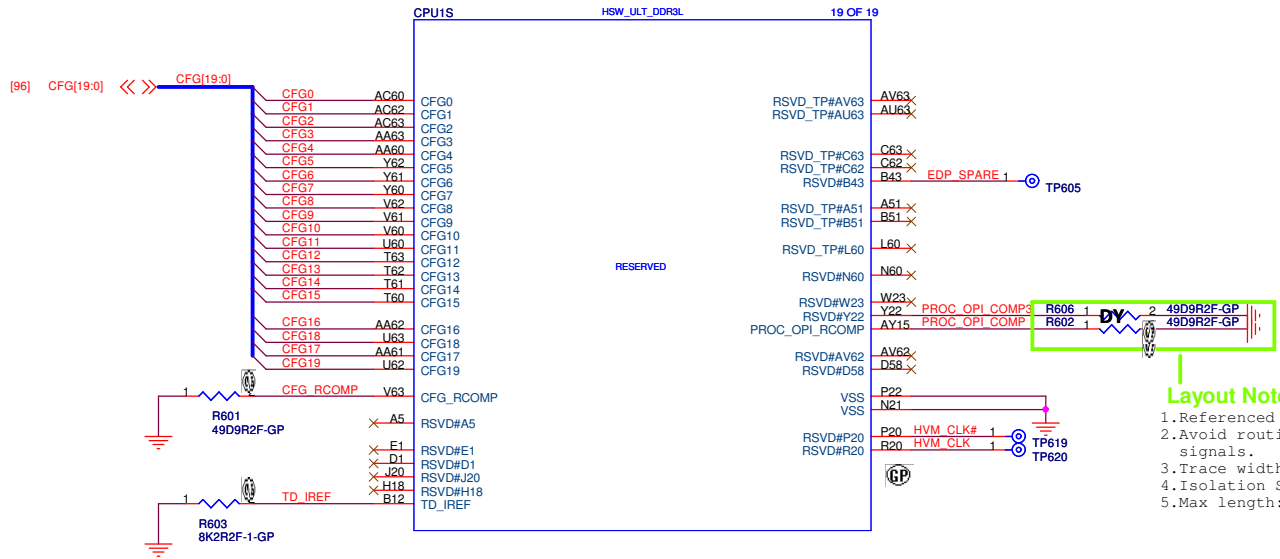 CPU1S HSW_ULT_DDR3L 19 OF 19
[96] CFG[19:0] CFG[19:0]
CFG0 AC60 CFG0
CFG1 AC62 CFG1
CFG2 AC63 CFG2
CFG3 AA63 CFG3
CFG4 AA60 CFG4
CFG5 Y62 CFG5
CFG6 Y61 CFG6
CFG7 Y60 CFG7
CFG8 V62 CFG8
CFG9 V61 CFG9
CFG10 V60 CFG10
CFG11 U60 CFG11
CFG12 T63 CFG12
CFG13 T62 CFG13
CFG14 T61 CFG14
CFG15 T60 CFG15
CFG16 AA62 CFG16
CFG18 U63 CFG18
CFG17 AA61 CFG17
CFG19 U62 CFG19
1 2 CFG_RCOMP V63 CFG_RCOMP
R601
49D9R2F-GP
A5 RSVD#A5
E1 RSVD#E1
D1 RSVD#D1
J20 RSVD#J20
H18 RSVD#H18
1 2 TD_IREF B12 TD_IREF
R603
8K2R2F-1-GP
RESERVED
RSVD_TP#AV63 AV63
RSVD_TP#AU63 AU63
RSVD_TP#C63 C63
RSVD_TP#C62 C62
RSVD#B43 B43 EDP_SPARE 1 TP605
RSVD_TP#A51 A51
RSVD_TP#B51 B51
RSVD_TP#L60 L60
RSVD#N60 N60
RSVD#W23 W23
RSVD#Y22 Y22 PROC_OPI_COMP3 R606 1 DY 2 49D9R2F-GP
PROC_OPI_RCOMP AY15 PROC_OPI_COMP R602 1 49D9R2F-GP
RSVD#AV62 AV62
RSVD#D58 D58
VSS P22
VSS N21
RSVD#P20 P20 HVM_CLK# 1 TP619
RSVD#R20 R20 HVM_CLK 1 TP620
GP
Layout Note
1.Referenced
2.Avoid routi
signals.
3.Trace width
4.Isolation S
5.Max length: